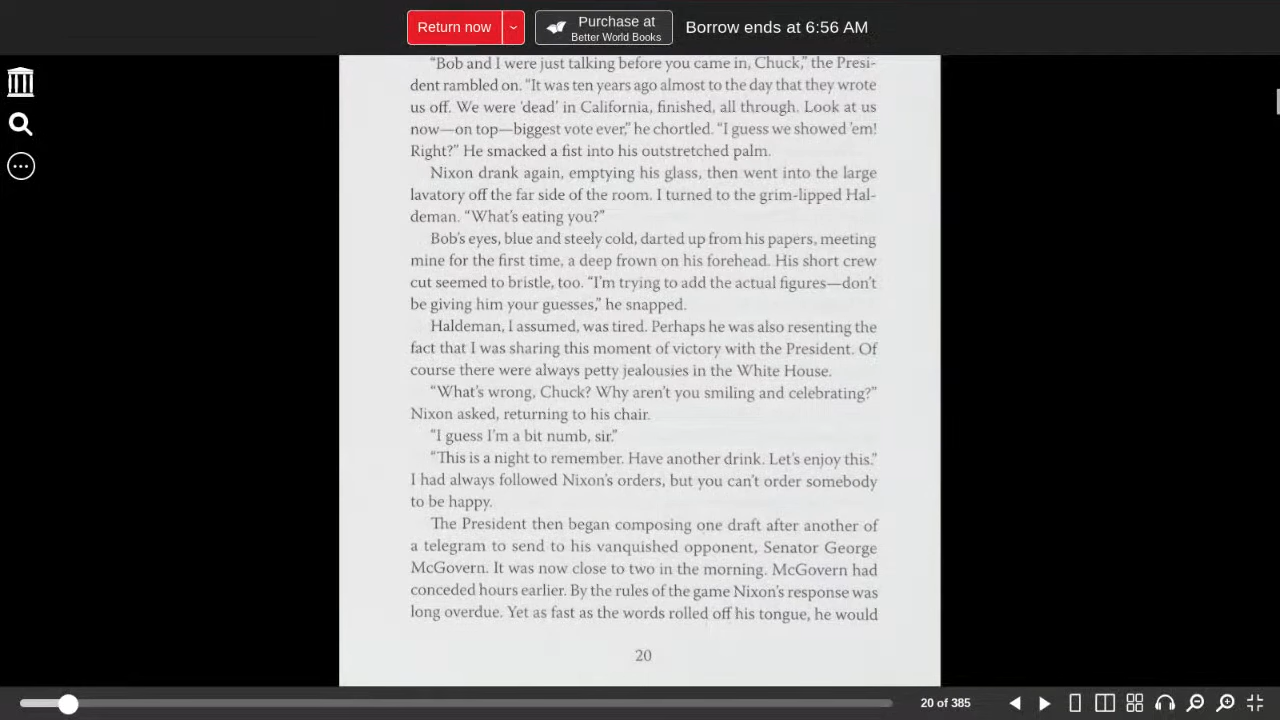 Return now
Purchase at
Better World Books
Borrow ends at 6:56 AM
“Bob and I were just talking before you came in, Chuck,” the Presi-
dent rambled on. “It was ten years ago almost to the day that they wrote
us off. We were ‘dead’ in California, finished, all through. Look at us
now—on top—biggest vote ever,” he chortled. “I guess we showed ’em!
Right?” He smacked a fist into his outstretched palm.
Nixon drank again, emptying his glass, then went into the large
lavatory off the far side of the room. I turned to the grim-lipped Hal-
deman. “What’s eating you?”
Bob’s eyes, blue and steely cold, darted up from his papers, meeting
mine for the first time, a deep frown on his forehead. His short crew
cut seemed to bristle, too. “I’m trying to add the actual figures—don’t
be giving him your guesses,” he snapped.
Haldeman, I assumed, was tired. Perhaps he was also resenting the
fact that I was sharing this moment of victory with the President. Of
course there were always petty jealousies in the White House.
“What’s wrong, Chuck? Why aren’t you smiling and celebrating?”
Nixon asked, returning to his chair.
“I guess I’m a bit numb, sir.”
“This is a night to remember. Have another drink. Let’s enjoy this.”
I had always followed Nixon’s orders, but you can’t order somebody
to be happy.
The President then began composing one draft after another of
a telegram to send to his vanquished opponent, Senator George
McGovern. It was now close to two in the morning. McGovern had
conceded hours earlier. By the rules of the game Nixon’s response was
long overdue. Yet as fast as the words rolled off his tongue, he would
20
20 of 385